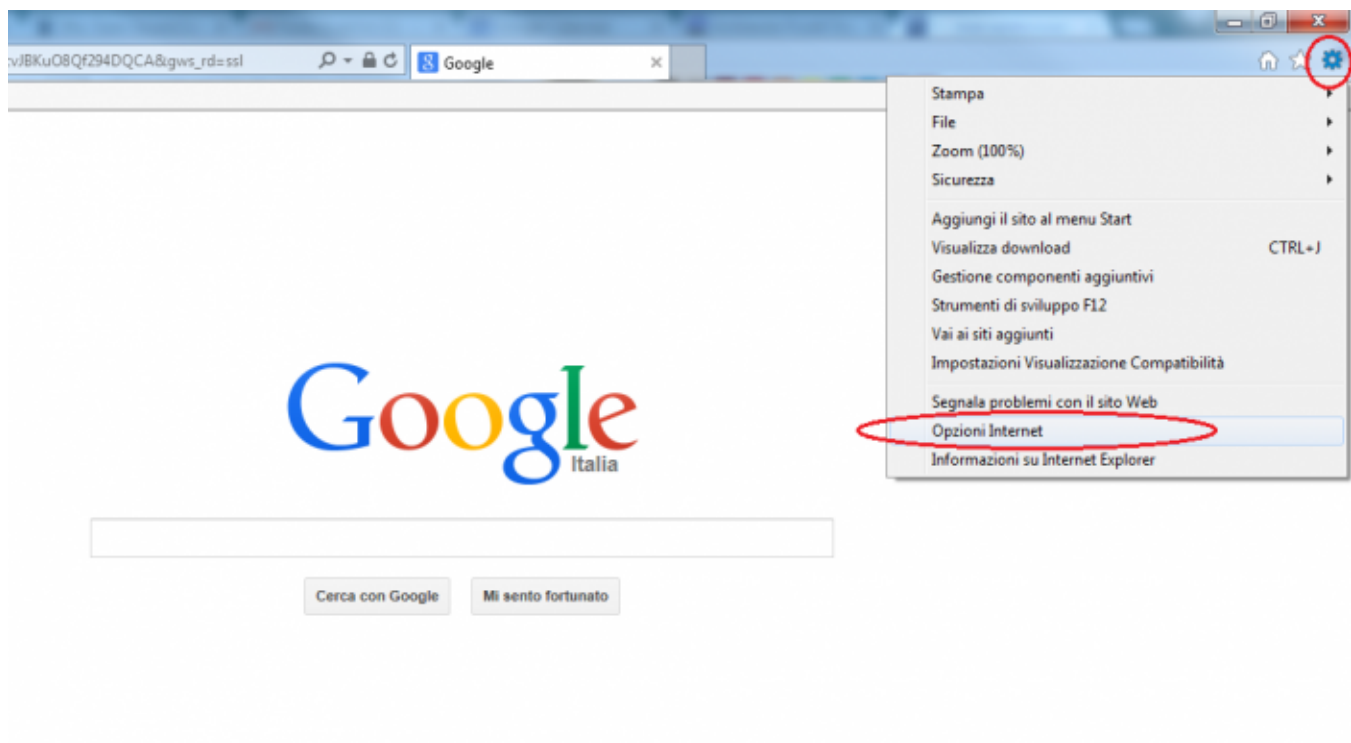 :vJBKuO8Qf294DQCA&gws_rd=ssl
8 Google
Stampa
File
Zoom (100%)
Sicurezza
Aggiungi il sito al menu Start
Visualizza download CTRL+J
Gestione componenti aggiuntivi
Strumenti di sviluppo F12
Vai ai siti aggiunti
Impostazioni Visualizzazione Compatibilità
Segnala problemi con il sito Web
Opzioni Internet
Informazioni su Internet Explorer
Google
Italia
Cerca con Google Mi sento fortunato